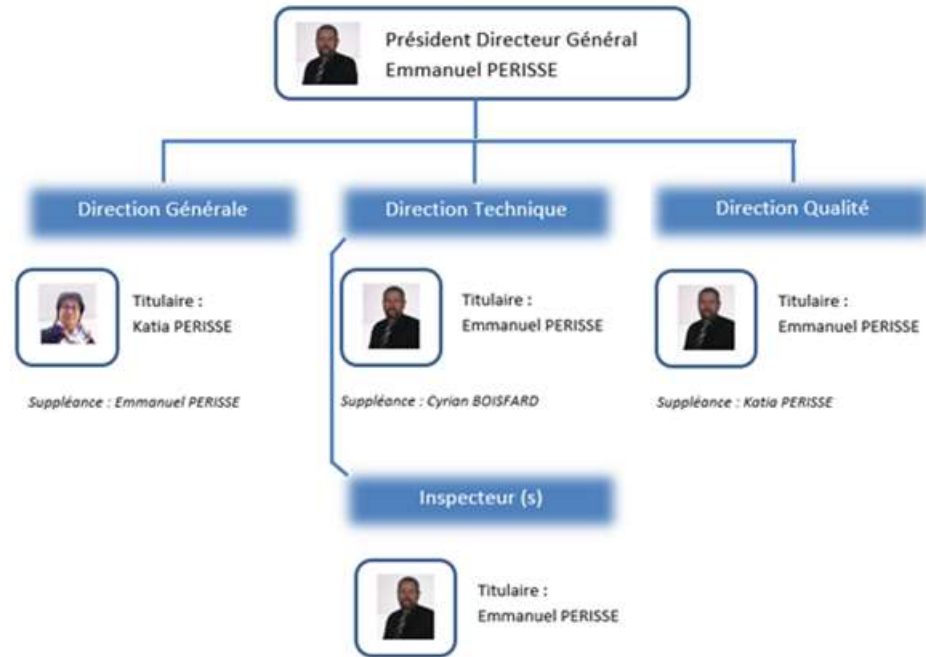 Président Directeur Général
Emmanuel PERISSE
Direction Générale
Titulaire :
Katia PERISSE
Suppléance : Emmanuel PERISSE
Direction Technique
Titulaire :
Emmanuel PERISSE
Suppléance : Cyrian BOISFARD
Direction Qualité
Titulaire :
Emmanuel PERISSE
Suppléance : Katia PERISSE
Inspecteur (s)
Titulaire :
Emmanuel PERISSE